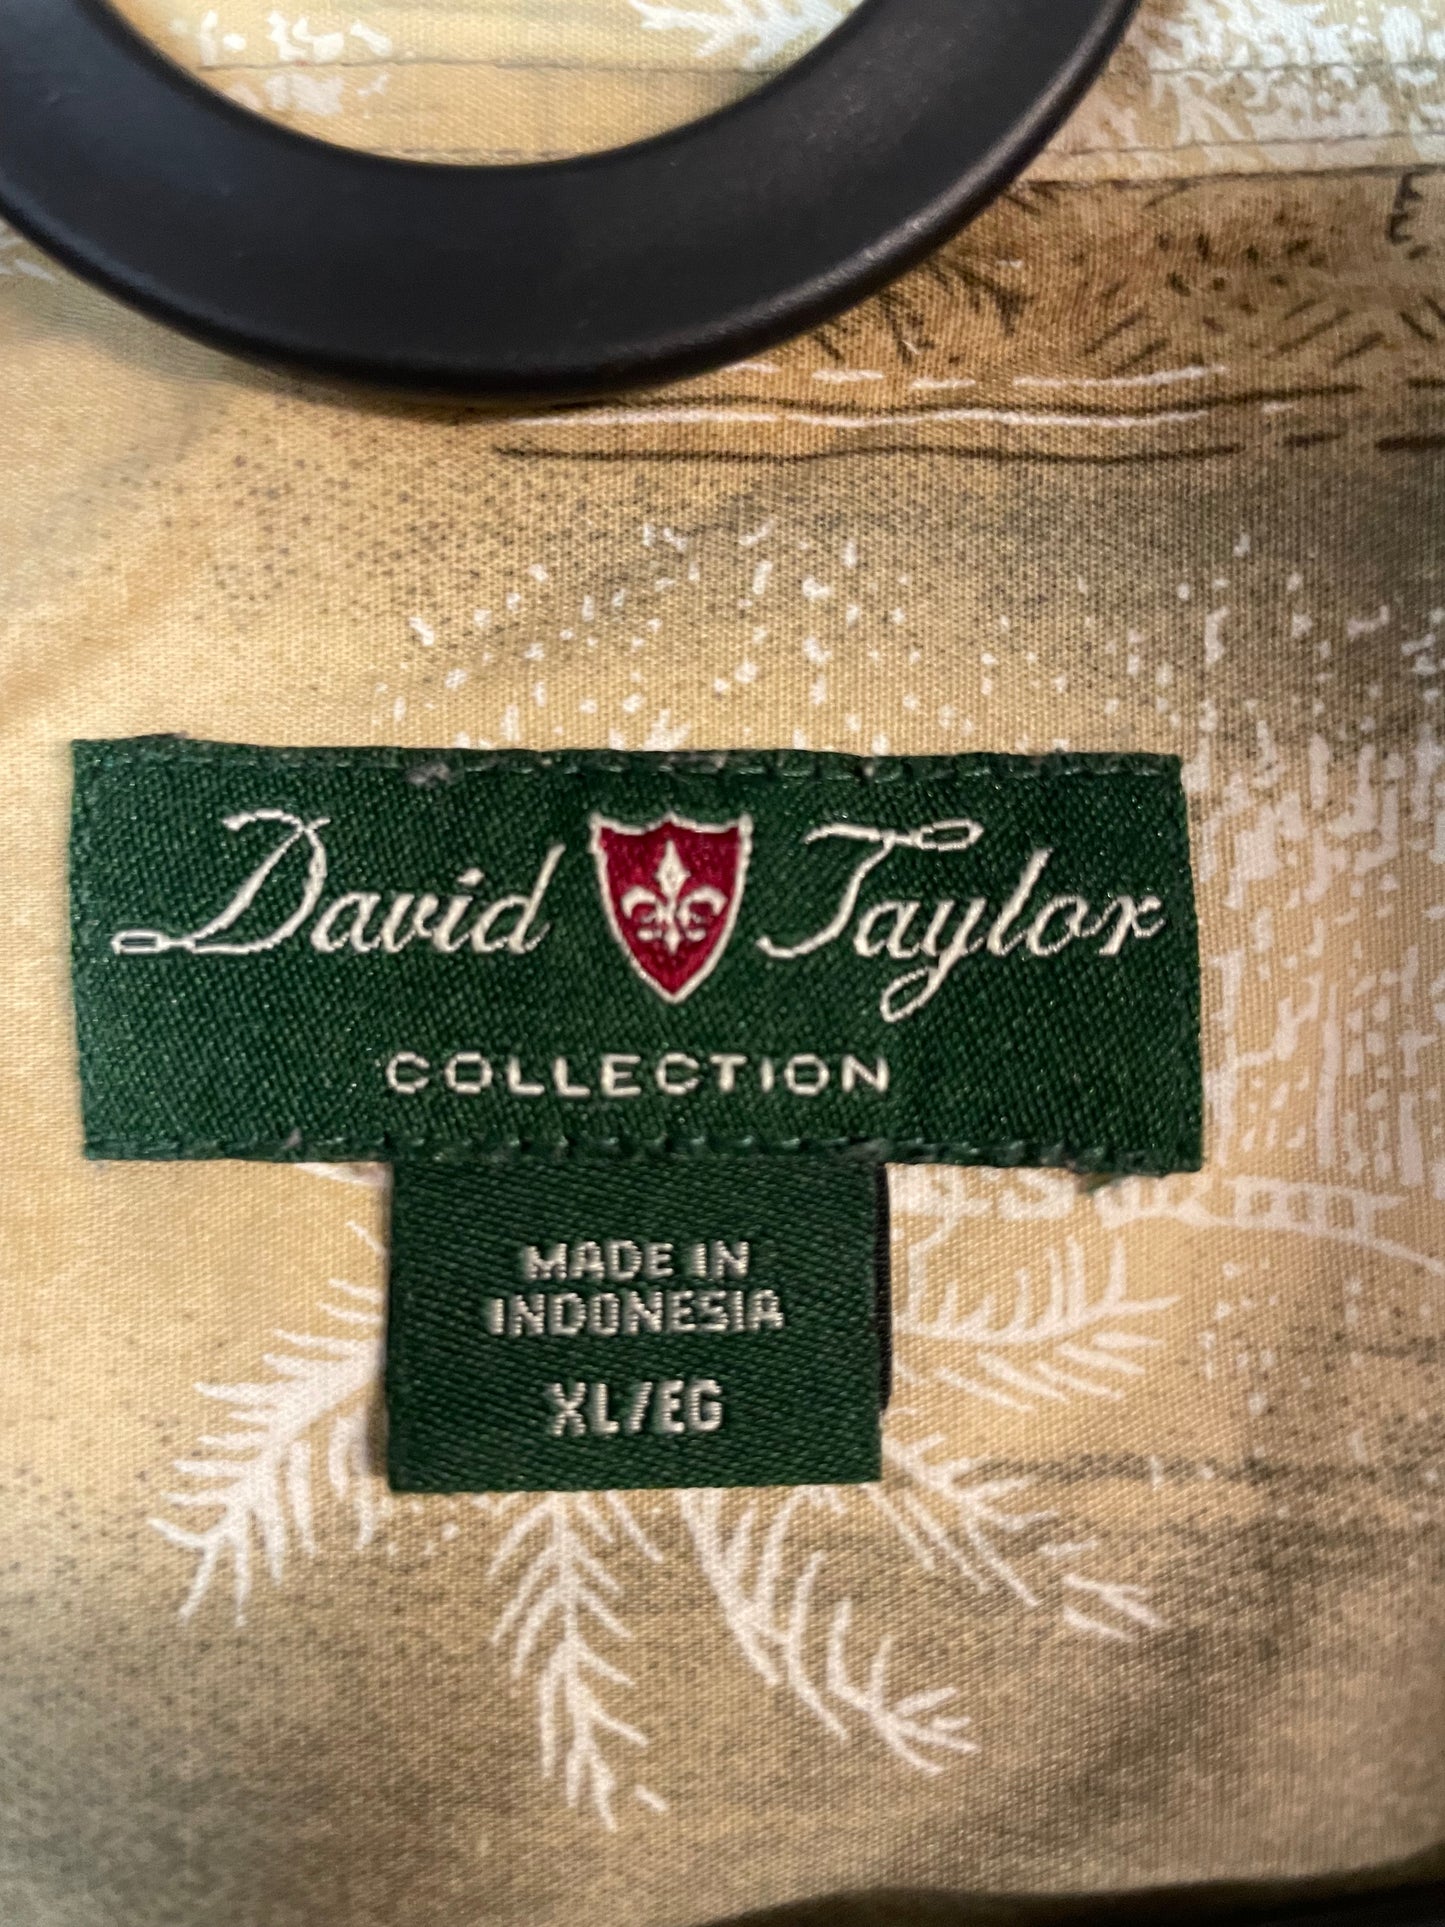 David Taylor
COLLECTION
MADE IN
INDONESIA
XL/EG